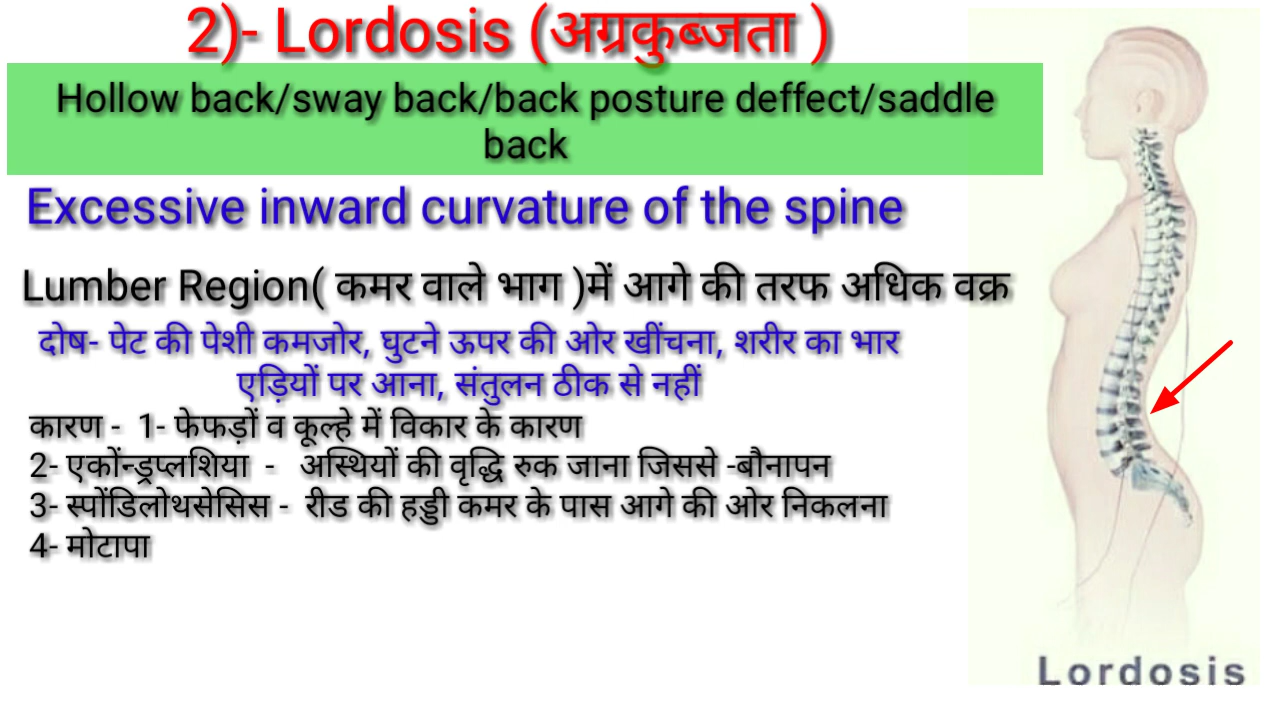 2)- Lordosis (अग्रकुब्जता )
Hollow back/sway back/back posture deffect/saddle
back
Excessive inward curvature of the spine
Lumber Region( कमर वाले भाग )में आगे की तरफ अधिक वक्र
दोष- पेट की पेशी कमजोर, घुटने ऊपर की ओर खींचना, शरीर का भार
एड़ियों पर आना, संतुलन ठीक से नहीं
कारण - 1- फेफड़ों व कूल्हे में विकार के कारण
2- एकोंन्ड्रप्लशिया - अस्थियों की वृद्धि रुक जाना जिससे -बौनापन
3- स्पोंडिलोथसेसिस - रीड की हड्डी कमर के पास आगे की ओर निकलना
4- मोटापा
Lordosis